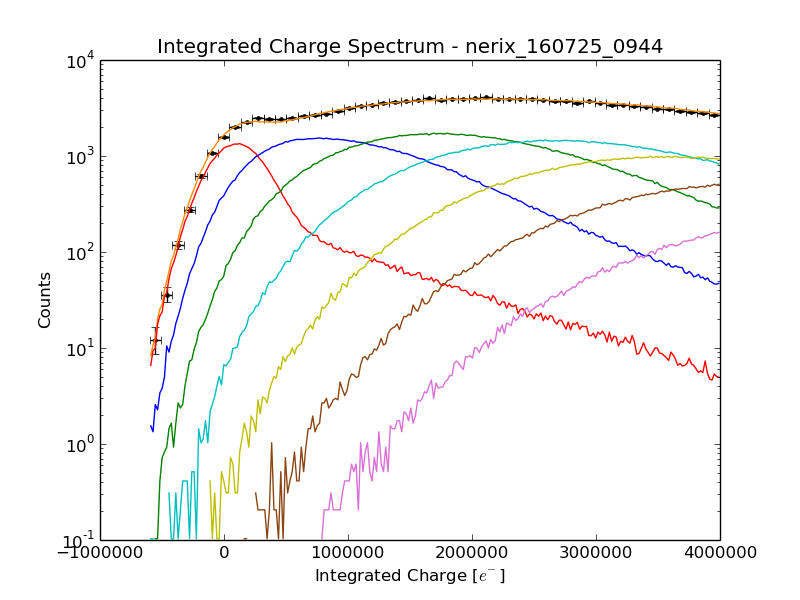 Integrated Charge Spectrum - nerix_160725_0944
10^4
10^3
10^2
10^1
10^0
10^-1
Counts
−1000000 0 1000000 2000000 3000000 4000000
Integrated Charge [e^-]